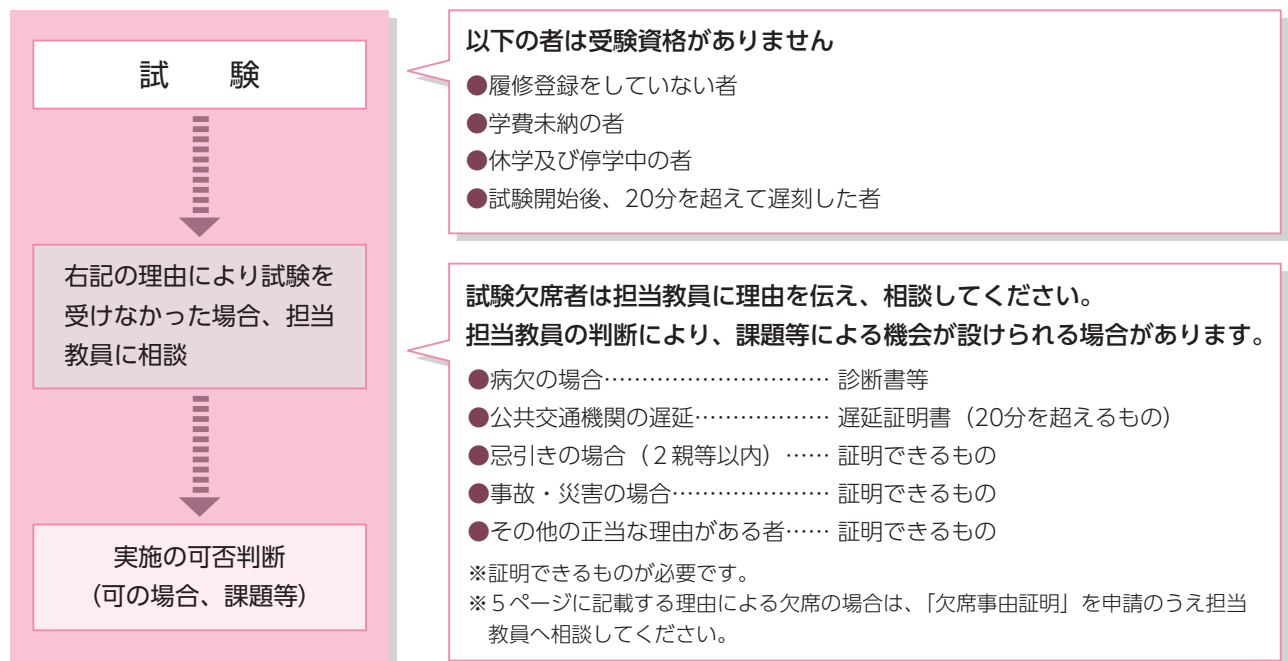 試　験
以下の者は受験資格がありません
●履修登録をしていない者
●学費未納の者
●休学及び停学中の者
●試験開始後、20分を超えて遅刻した者
右記の理由により試験を
受けなかった場合、担当
教員に相談
試験欠席者は担当教員に理由を伝え、相談してください。
担当教員の判断により、課題等による機会が設けられる場合があります。
●病欠の場合………………………… 診断書等
●公共交通機関の遅延……………… 遅延証明書（20分を超えるもの）
●忌引きの場合（２親等以内）…… 証明できるもの
●事故・災害の場合………………… 証明できるもの
●その他の正当な理由がある者…… 証明できるもの
※証明できるものが必要です。
※５ページに記載する理由による欠席の場合は、「欠席事由証明」を申請のうえ担当
教員へ相談してください。
実施の可否判断
（可の場合、課題等）